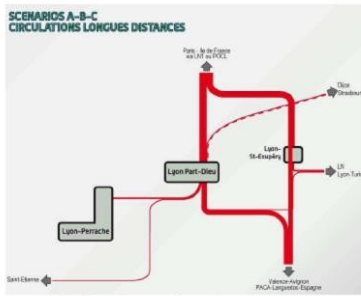 SCENARIOS A-B-C
CIRCULATIONS LONGUES DISTANCES
Paris - Ile de France
via LNT ou POCL
Dijon
Strasbourg
Lyon-
St-Exupéry
Lyon Part-Dieu
LN
Lyon-Turin
Lyon-Perrache
Saint-Etienne
Valence-Avignon
PACA-Languedoc-Espagne